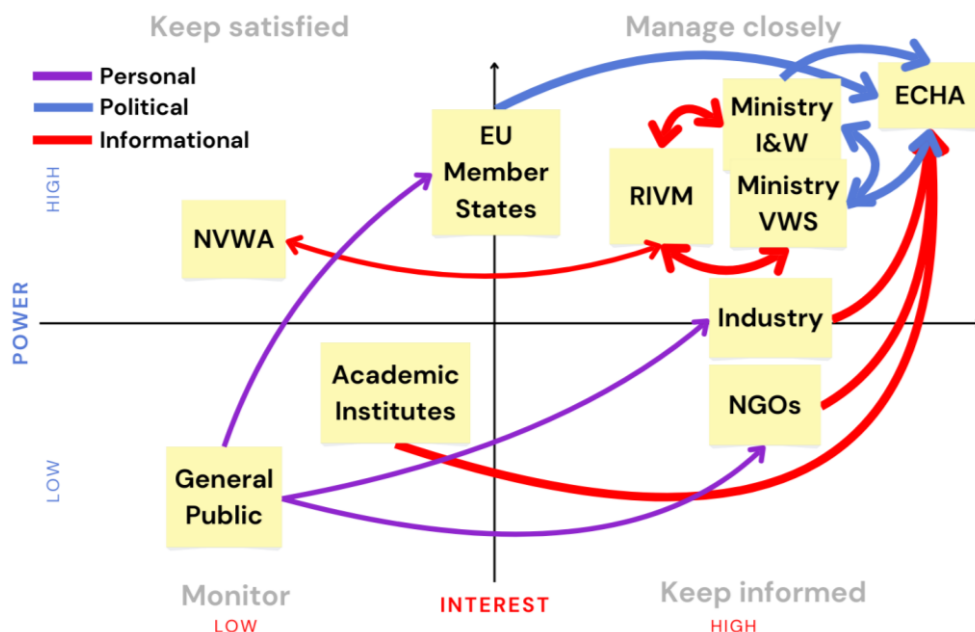 Keep satisfied
Manage closely
Personal
Political
Informational
ECHA
Ministry
I&W
EU
Member
States
RIVM
Ministry
VWS
HIGH
NVWA
POWER
Industry
Academic
Institutes
NGOs
LOW
General
Public
Monitor
INTEREST
Keep informed
LOW
HIGH